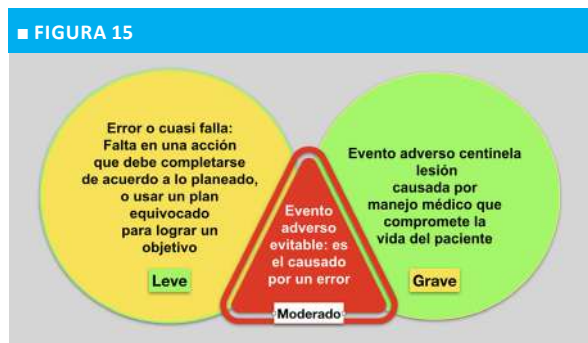 ■ FIGURA 15
Error o cuasi falla:
Falta en una acción
que debe completarse
de acuerdo a lo planeado,
o usar un plan
equivocado
para lograr un
objetivo
Leve
Evento
adverso
evitable: es
el causado
por un error
Moderado
Evento adverso centinela
lesión
causada por
manejo médico que
compromete la
vida del paciente
Grave